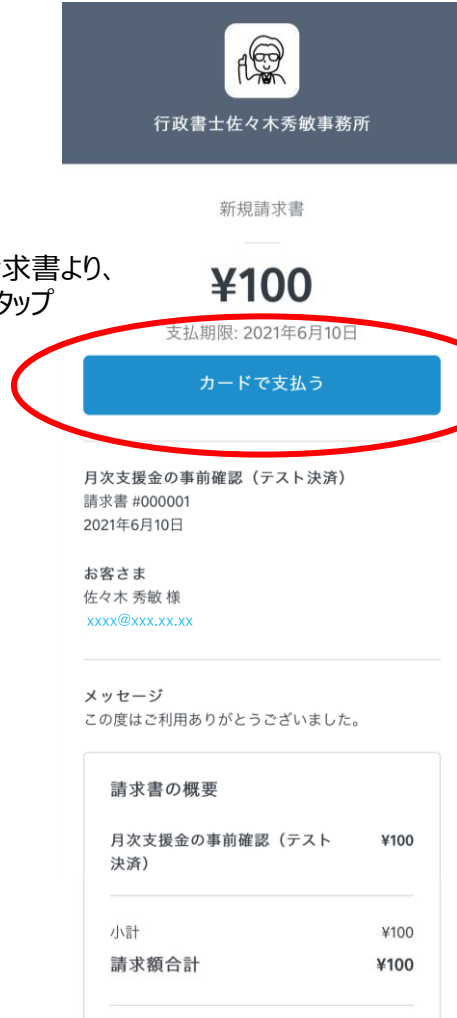 行政書士佐々木秀敏事務所
新規請求書
求書より、
タップ
¥100
支払期限: 2021年6月10日
カードで支払う
月次支援金の事前確認（テスト決済）
請求書 #000001
2021年6月10日
お客さま
佐々木 秀敏 様
xxxx@xxx.xx.xx
メッセージ
この度はご利用ありがとうございました。
請求書の概要
月次支援金の事前確認（テスト ¥100
決済）
小計 ¥100
請求額合計 ¥100